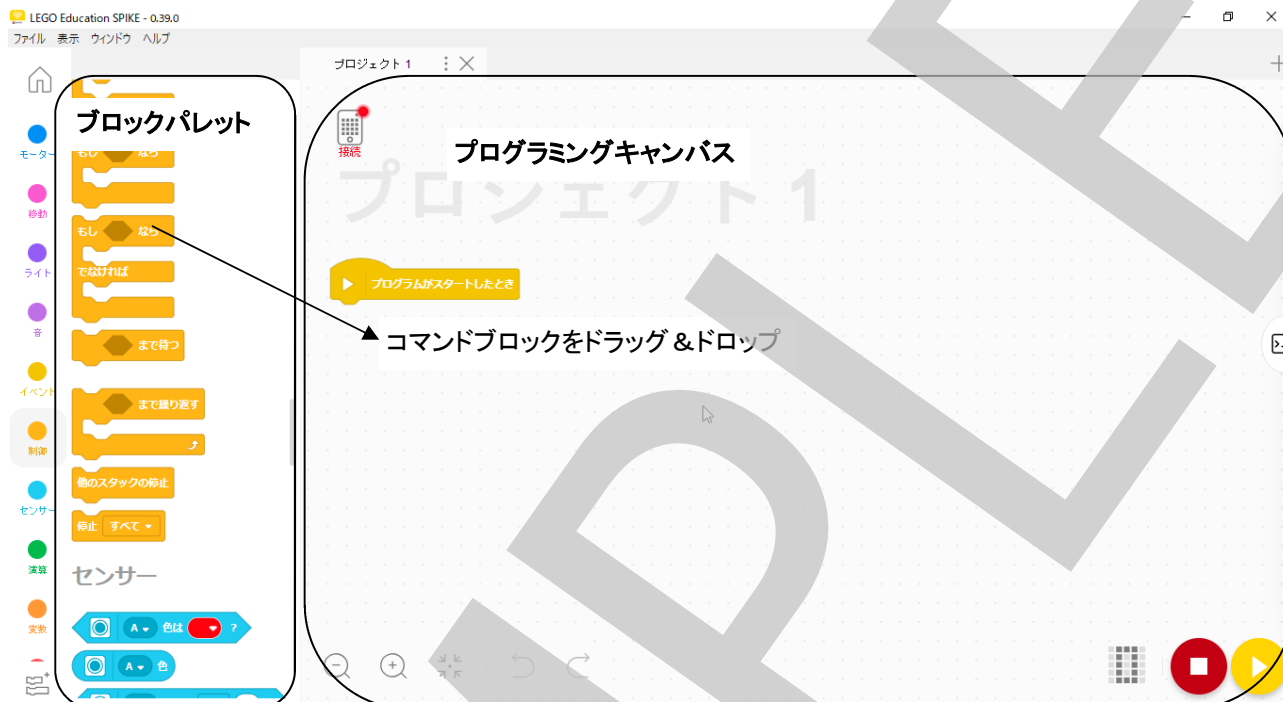 LEGO Education SPIKE - 0.39.0
ファイル 表示 ウィンドウ ヘルプ
プロジェクト 1
ブロックパレット
接続
プログラミングキャンバス
プロジェクト 1
モーター
もし なら
移動
もし なら
でなければ
ライト
プログラムがスタートしたとき
音
まで待つ
コマンドブロックをドラッグ &ドロップ
イベント
まで繰り返す
制御
他のスタックの停止
センサー
停止 すべて
演算
センサー
変数
A 色は ?
A 色